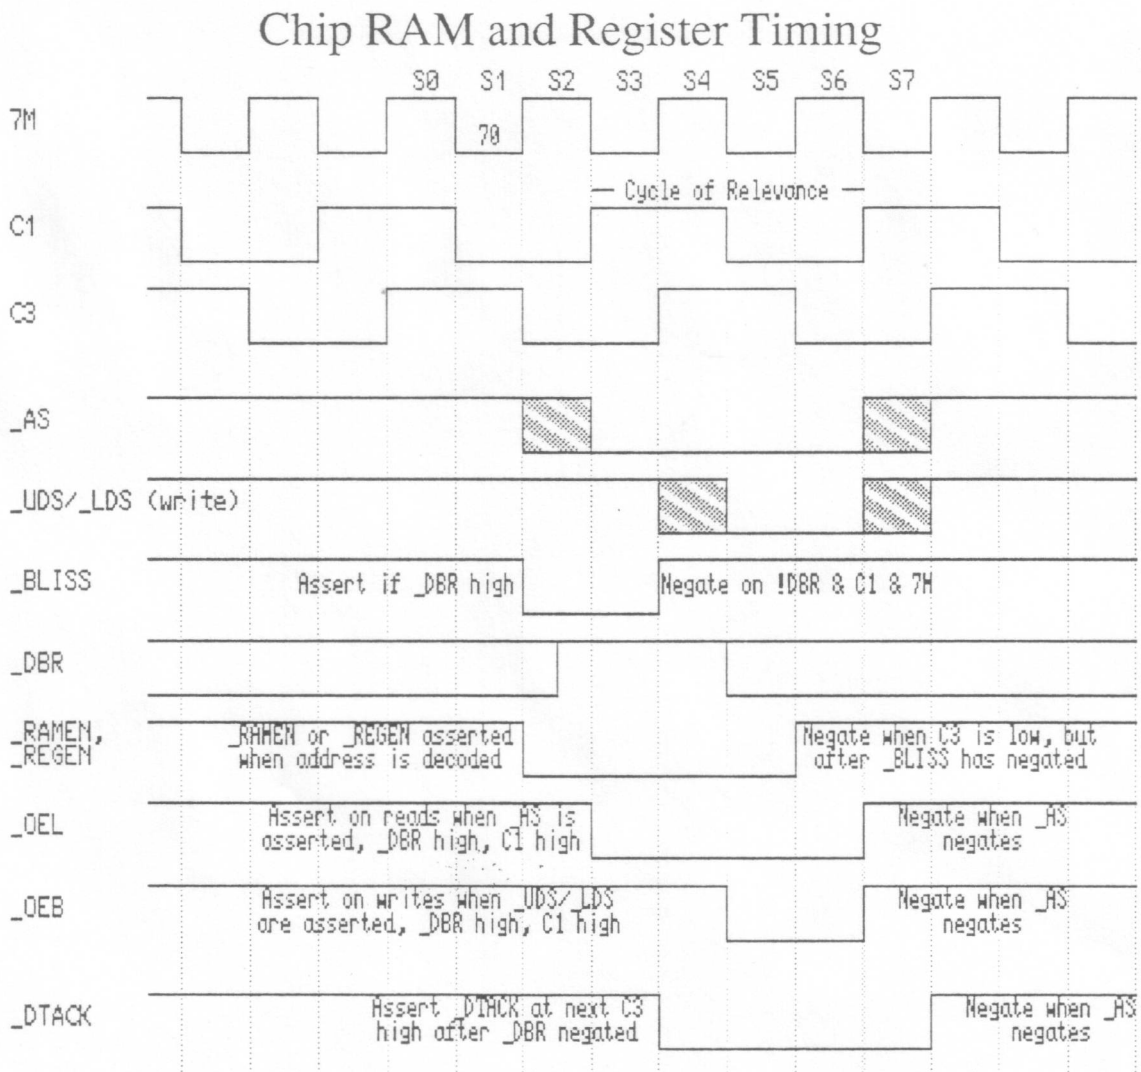 Chip RAM and Register Timing
S0 S1 S2 S3 S4 S5 S6 S7
7M
70
Cycle of Relevance
C1
C3
_AS
_UDS/_LDS (write)
_BLISS
Assert if _DBR high
Negate on !DBR & C1 & 7M
_DBR
_RAMEN,
_REGEN
_RAMEN or _REGEN asserted
when address is decoded
Negate when C3 is low, but
after _BLISS has negated
_OEL
Assert on reads when _AS is
asserted, _DBR high, C1 high
Negate when _AS
negates
_OEB
Assert on writes when _UDS/_LDS
are asserted, _DBR high, C1 high
Negate when _AS
negates
_DTACK
Assert _DTACK at next C3
high after _DBR negated
Negate when _AS
negates